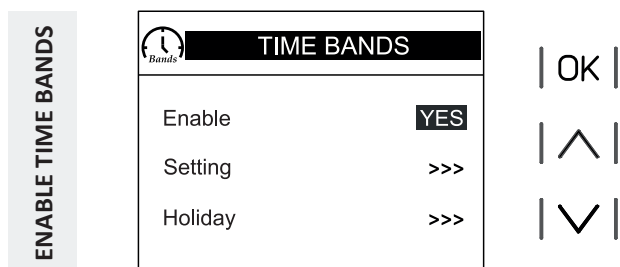 ENABLE TIME BANDS
Bands
TIME BANDS
Enable YES
Setting >>>
Holiday >>>
OK